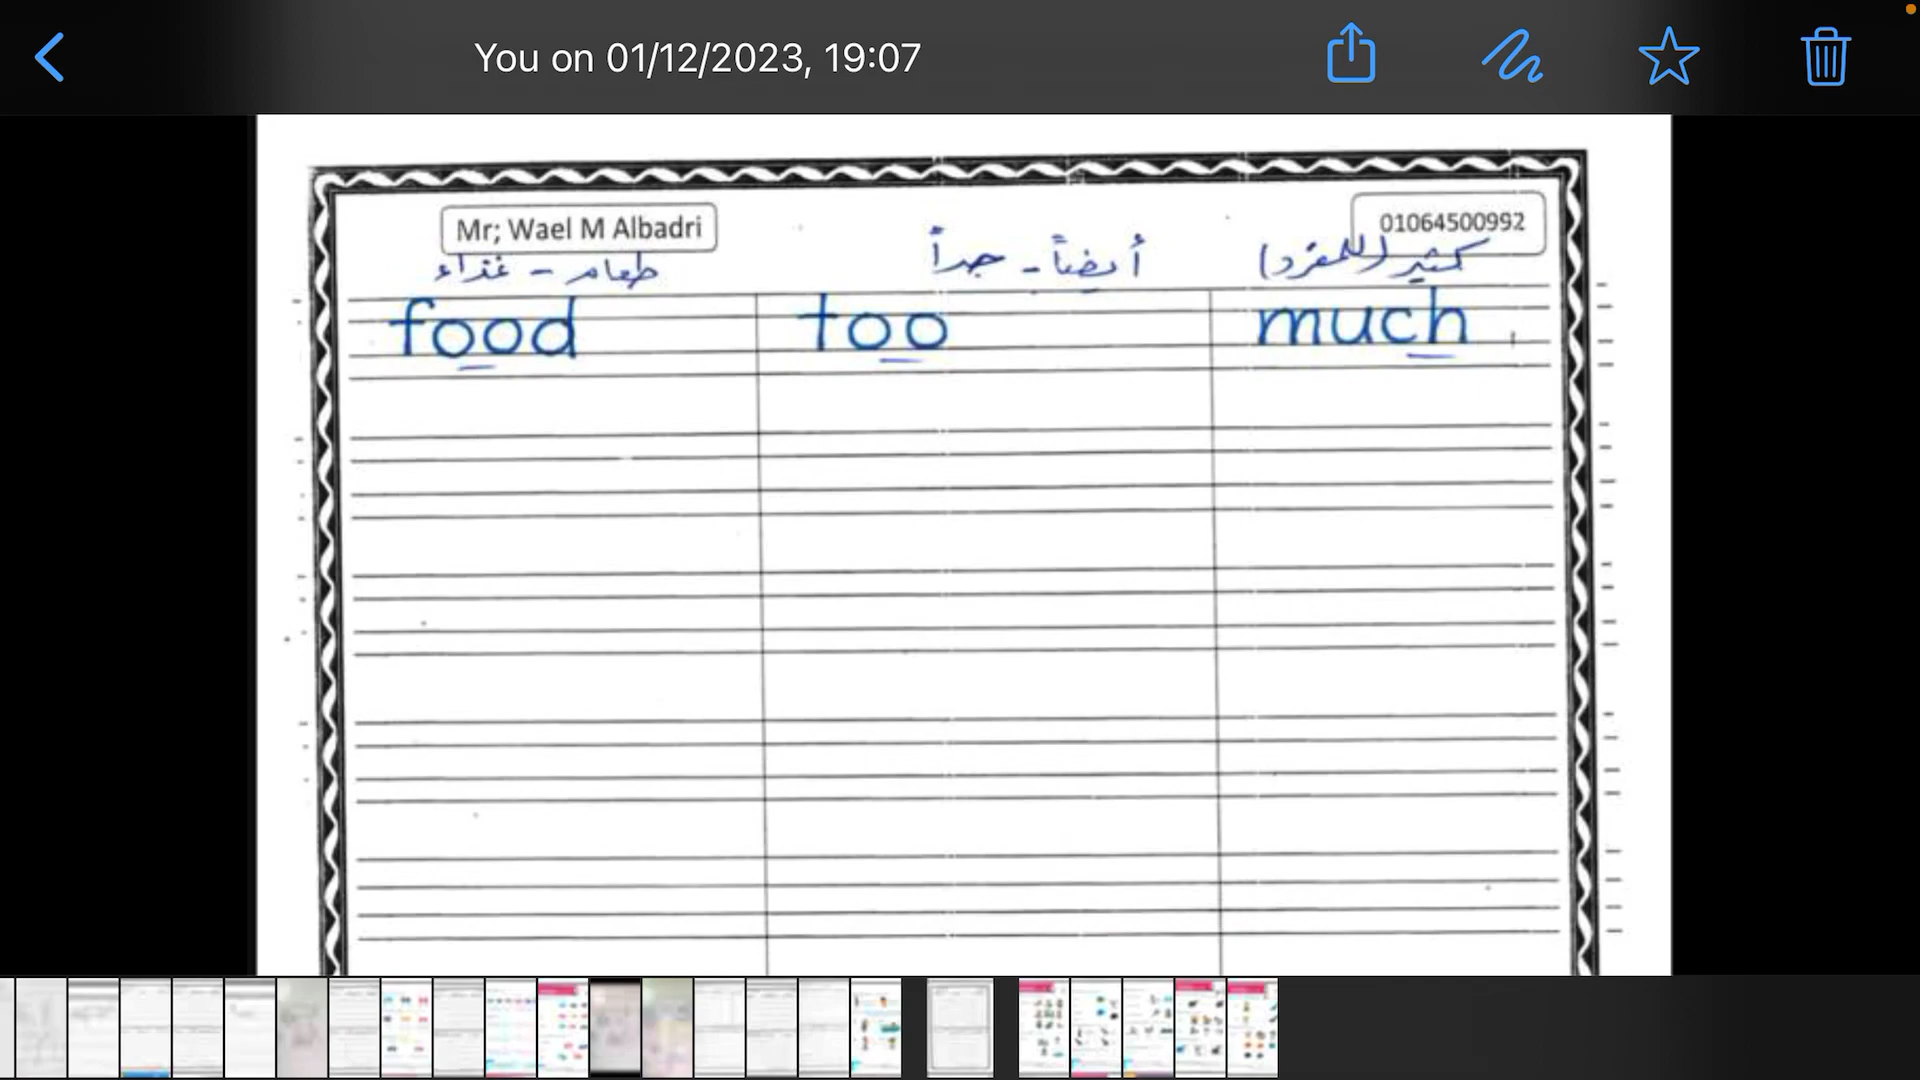 You on 01/12/2023, 19:07
Mr; Wael M Albadri
01064500992
طعام - غذاء
أيضاً - جداً
كثير (للمفرد)
food
too
much